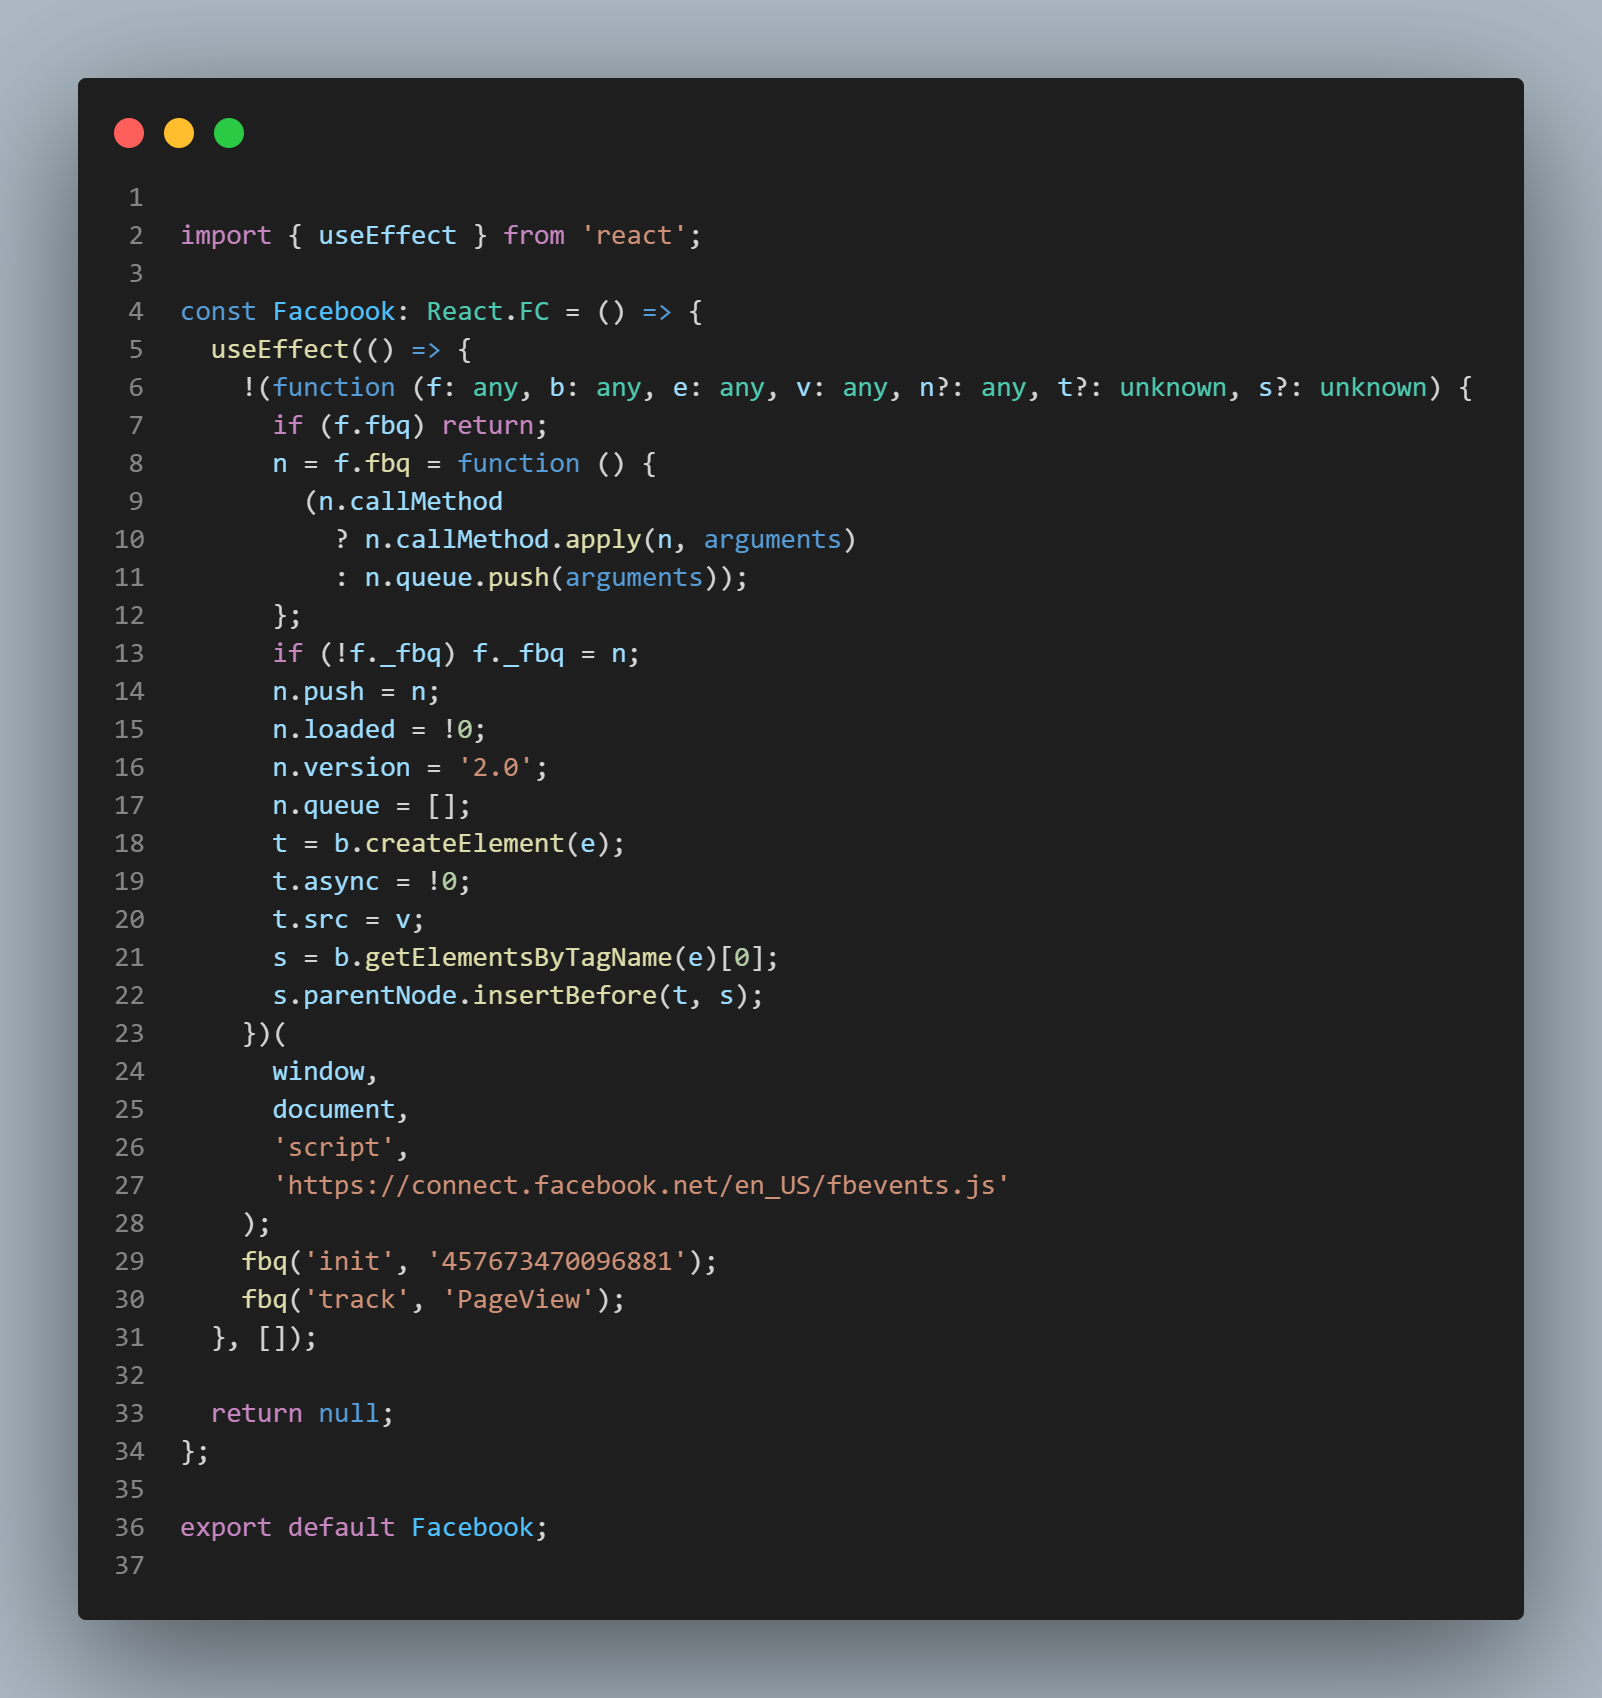 1
2 import { useEffect } from 'react';
3
4 const Facebook: React.FC = () => {
5   useEffect(() => {
6     !(function (f: any, b: any, e: any, v: any, n?: any, t?: unknown, s?: unknown) {
7       if (f.fbq) return;
8       n = f.fbq = function () {
9         (n.callMethod
10           ? n.callMethod.apply(n, arguments)
11           : n.queue.push(arguments));
12       };
13       if (!f._fbq) f._fbq = n;
14       n.push = n;
15       n.loaded = !0;
16       n.version = '2.0';
17       n.queue = [];
18       t = b.createElement(e);
19       t.async = !0;
20       t.src = v;
21       s = b.getElementsByTagName(e)[0];
22       s.parentNode.insertBefore(t, s);
23     })(
24       window,
25       document,
26       'script',
27       'https://connect.facebook.net/en_US/fbevents.js'
28     );
29     fbq('init', '457673470096881');
30     fbq('track', 'PageView');
31   }, []);
32
33   return null;
34 };
35
36 export default Facebook;
37